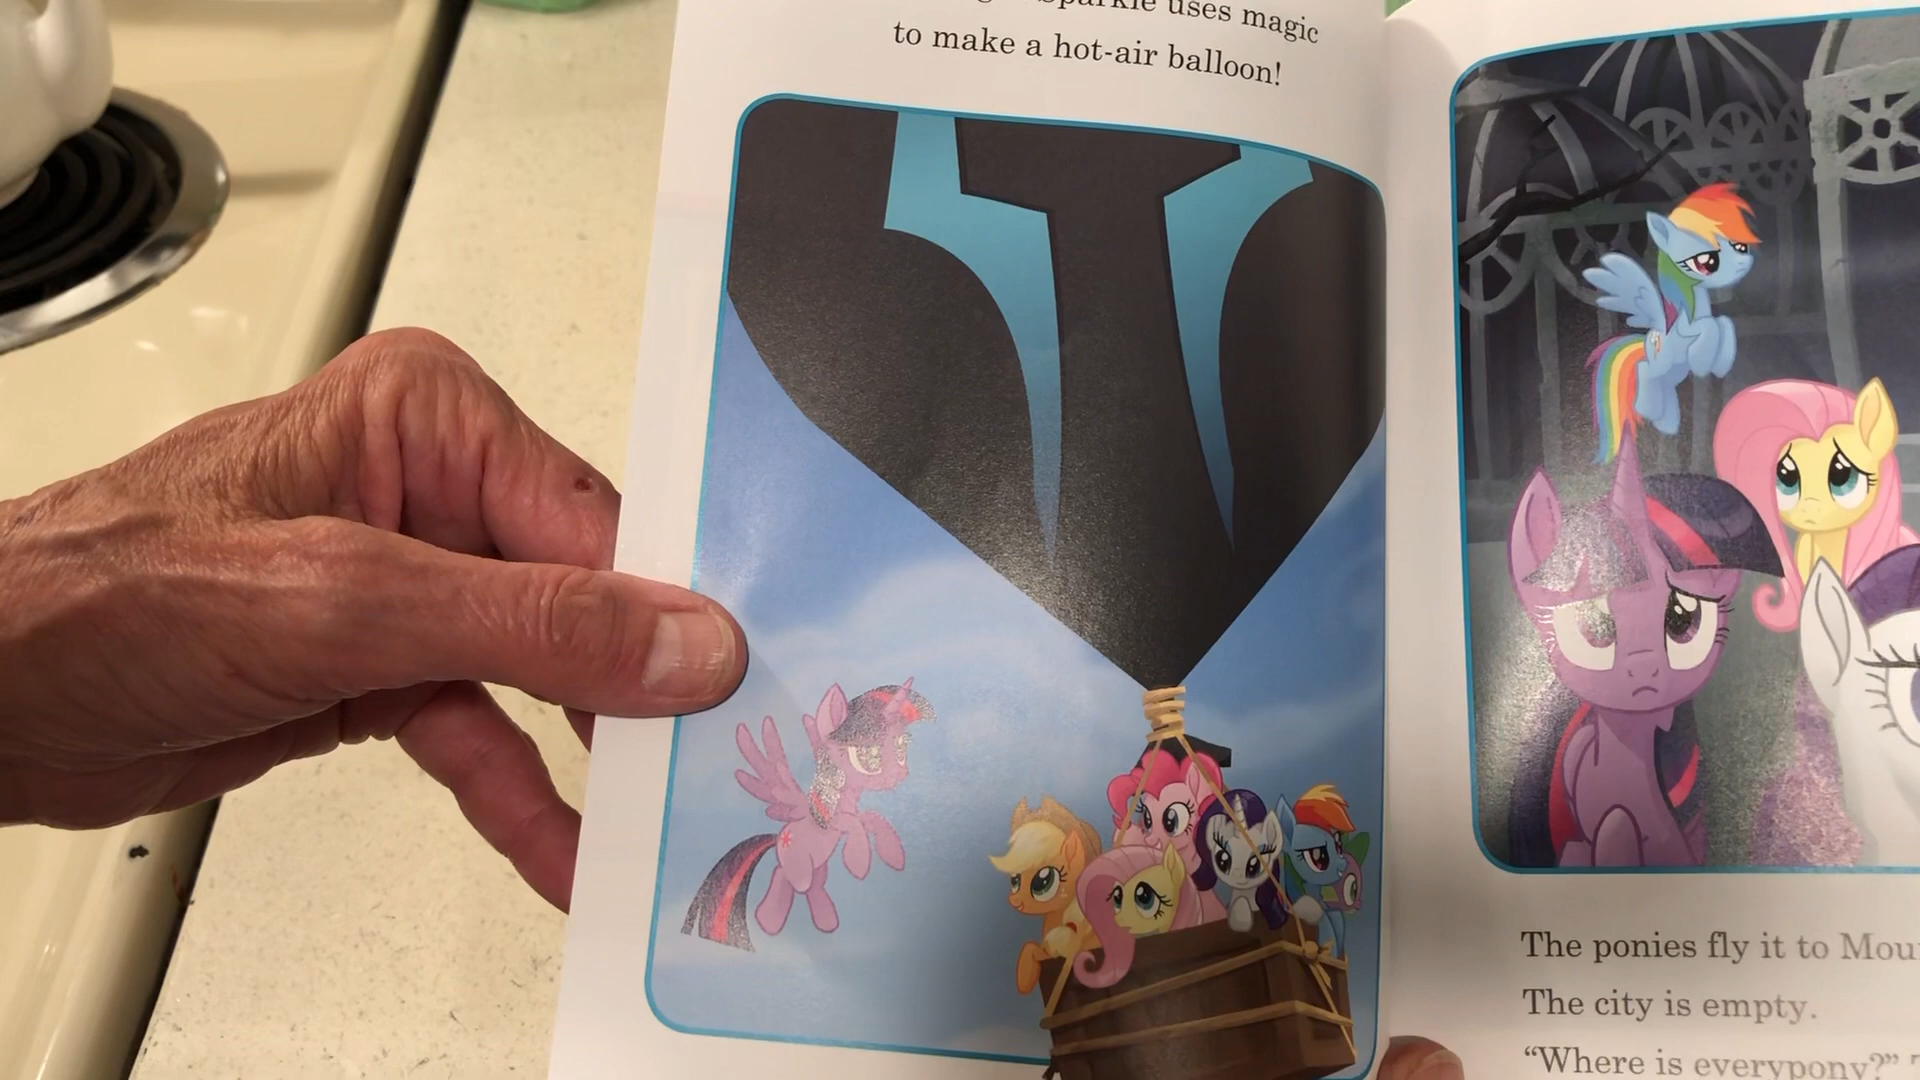 Sparkle uses magic
to make a hot-air balloon!
The ponies fly it to
The city is empty.
"Where is everypony?"